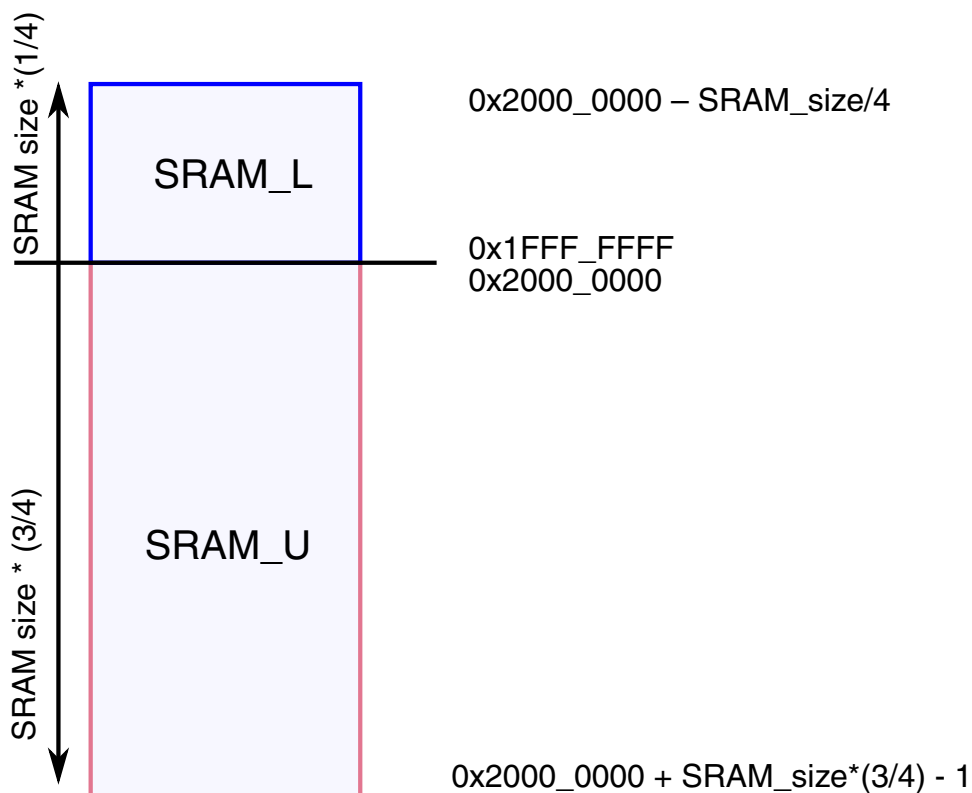 SRAM size *(1/4)
0x2000_0000 – SRAM_size/4
SRAM_L
0x1FFF_FFFF
0x2000_0000
SRAM size * (3/4)
SRAM_U
0x2000_0000 + SRAM_size*(3/4) - 1